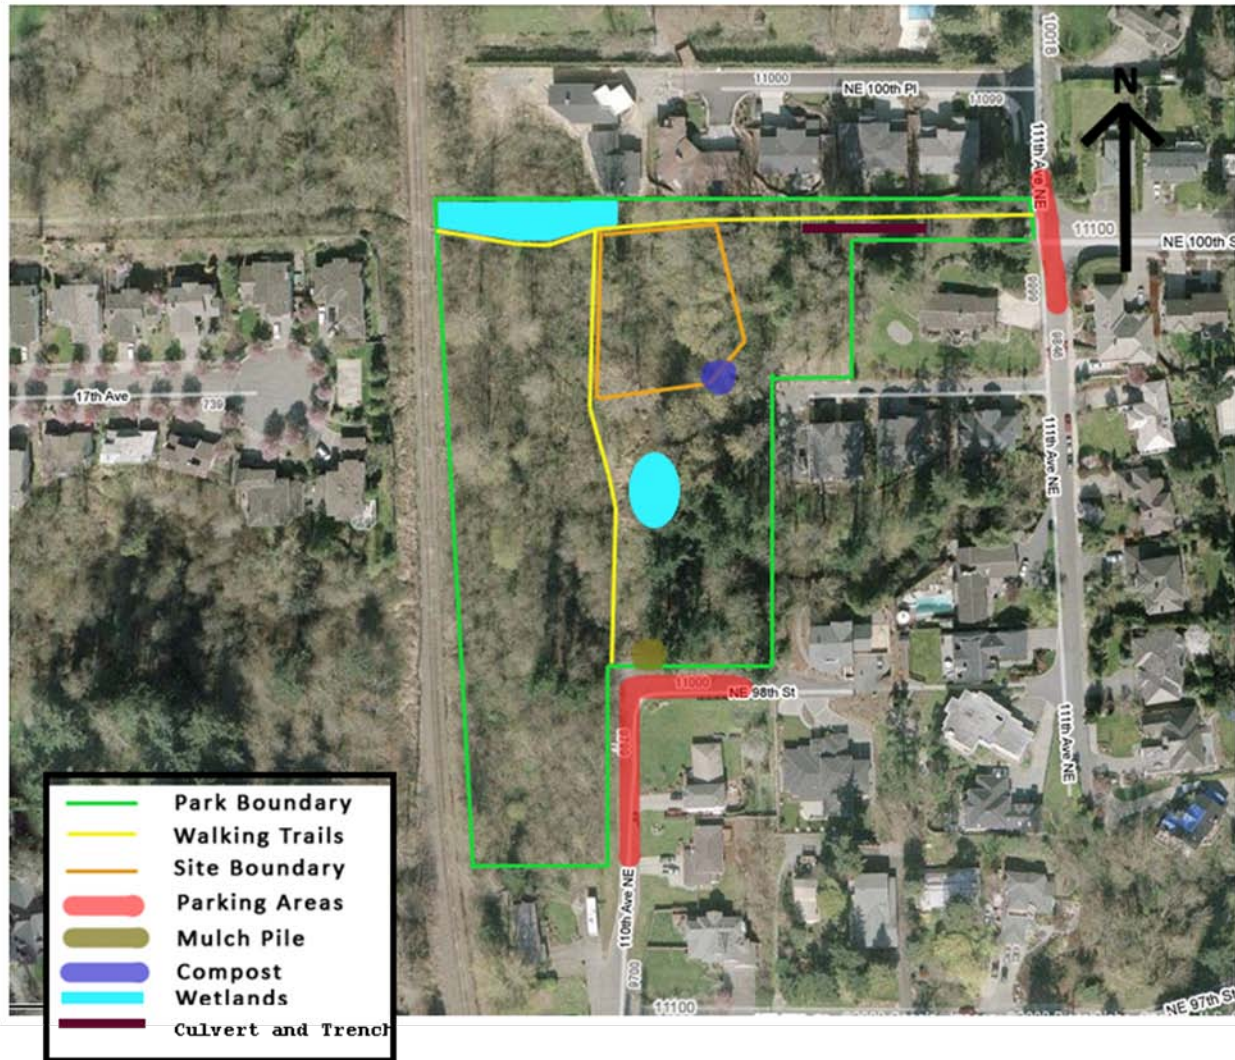 10018
11000
NE 100th Pl
11099
N
111th Ave NE
11100
NE 100th S
9999
9846
17th Ave
739
111th Ave NE
11000
NE 98th St
111th Ave NE
110th Ave NE
9700
11100
NE 97th St
Park Boundary
Walking Trails
Site Boundary
Parking Areas
Mulch Pile
Compost
Wetlands
Culvert and Trench